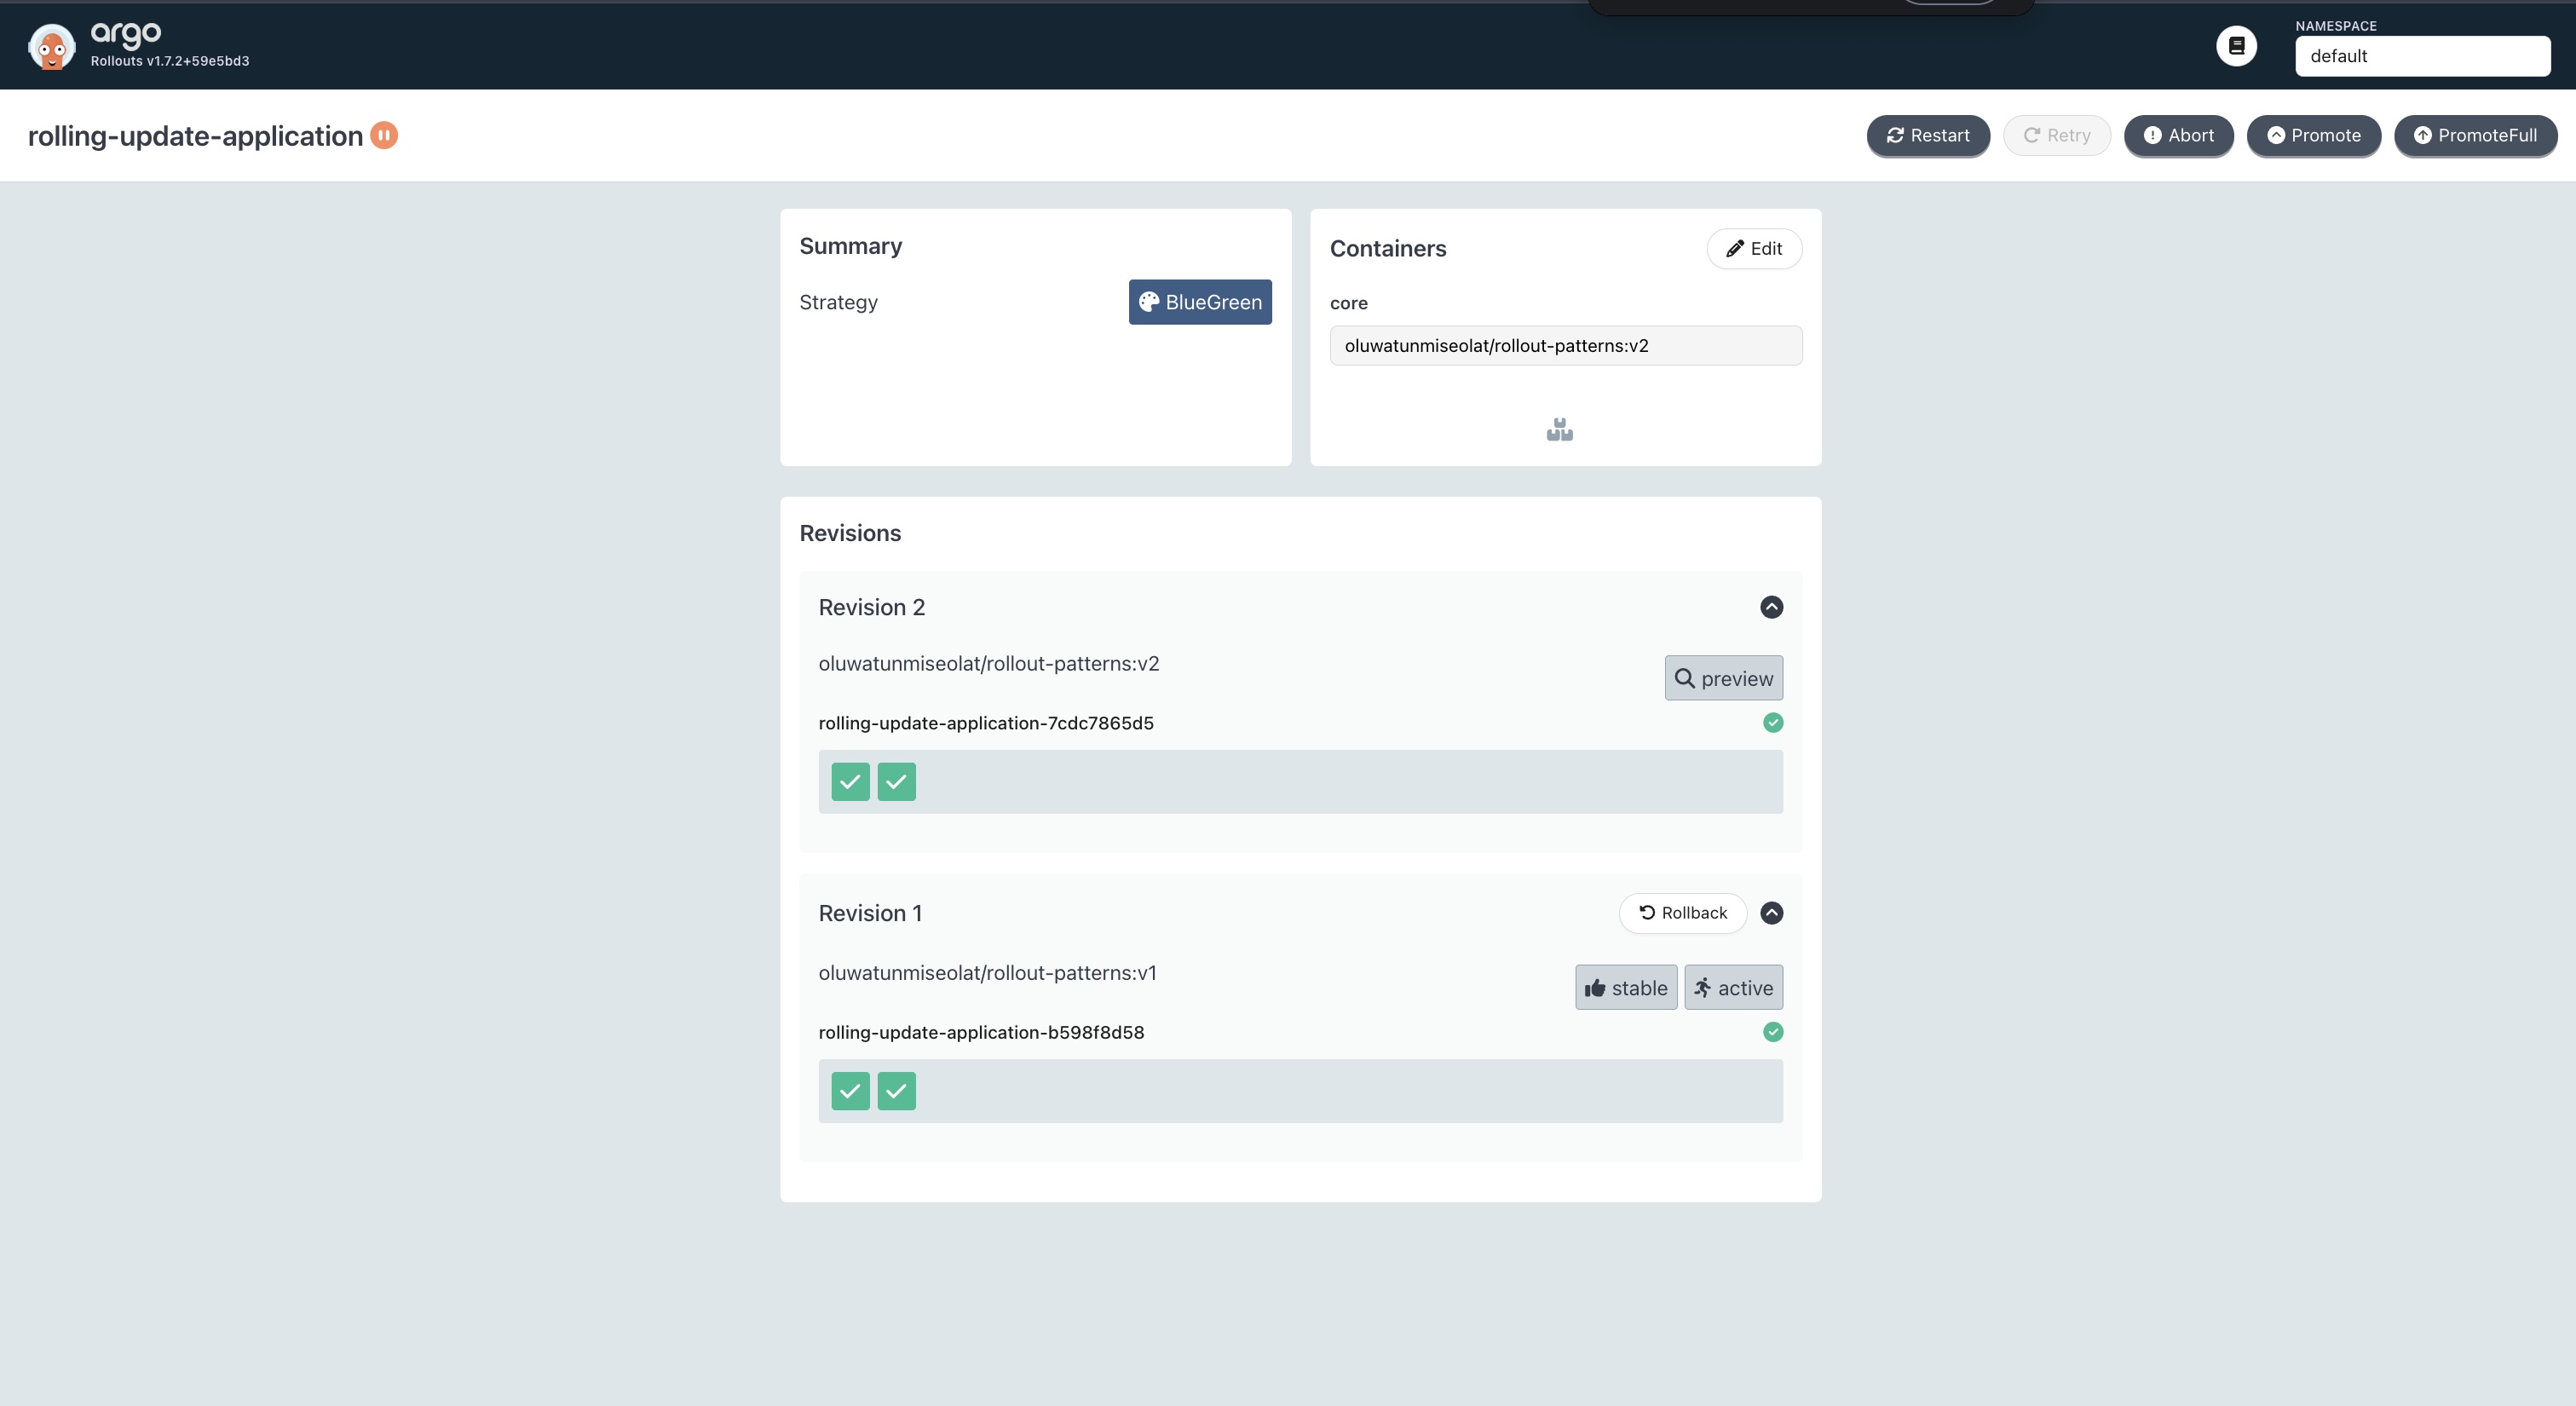 argo
Rollouts v1.7.2+59e5bd3
NAMESPACE
default
rolling-update-application
Restart
Retry
Abort
Promote
PromoteFull
Summary
Strategy
BlueGreen
Containers
Edit
core
oluwatunmiseolat/rollout-patterns:v2
Revisions
Revision 2
oluwatunmiseolat/rollout-patterns:v2
preview
rolling-update-application-7cdc7865d5
Revision 1
Rollback
oluwatunmiseolat/rollout-patterns:v1
stable
active
rolling-update-application-b598f8d58